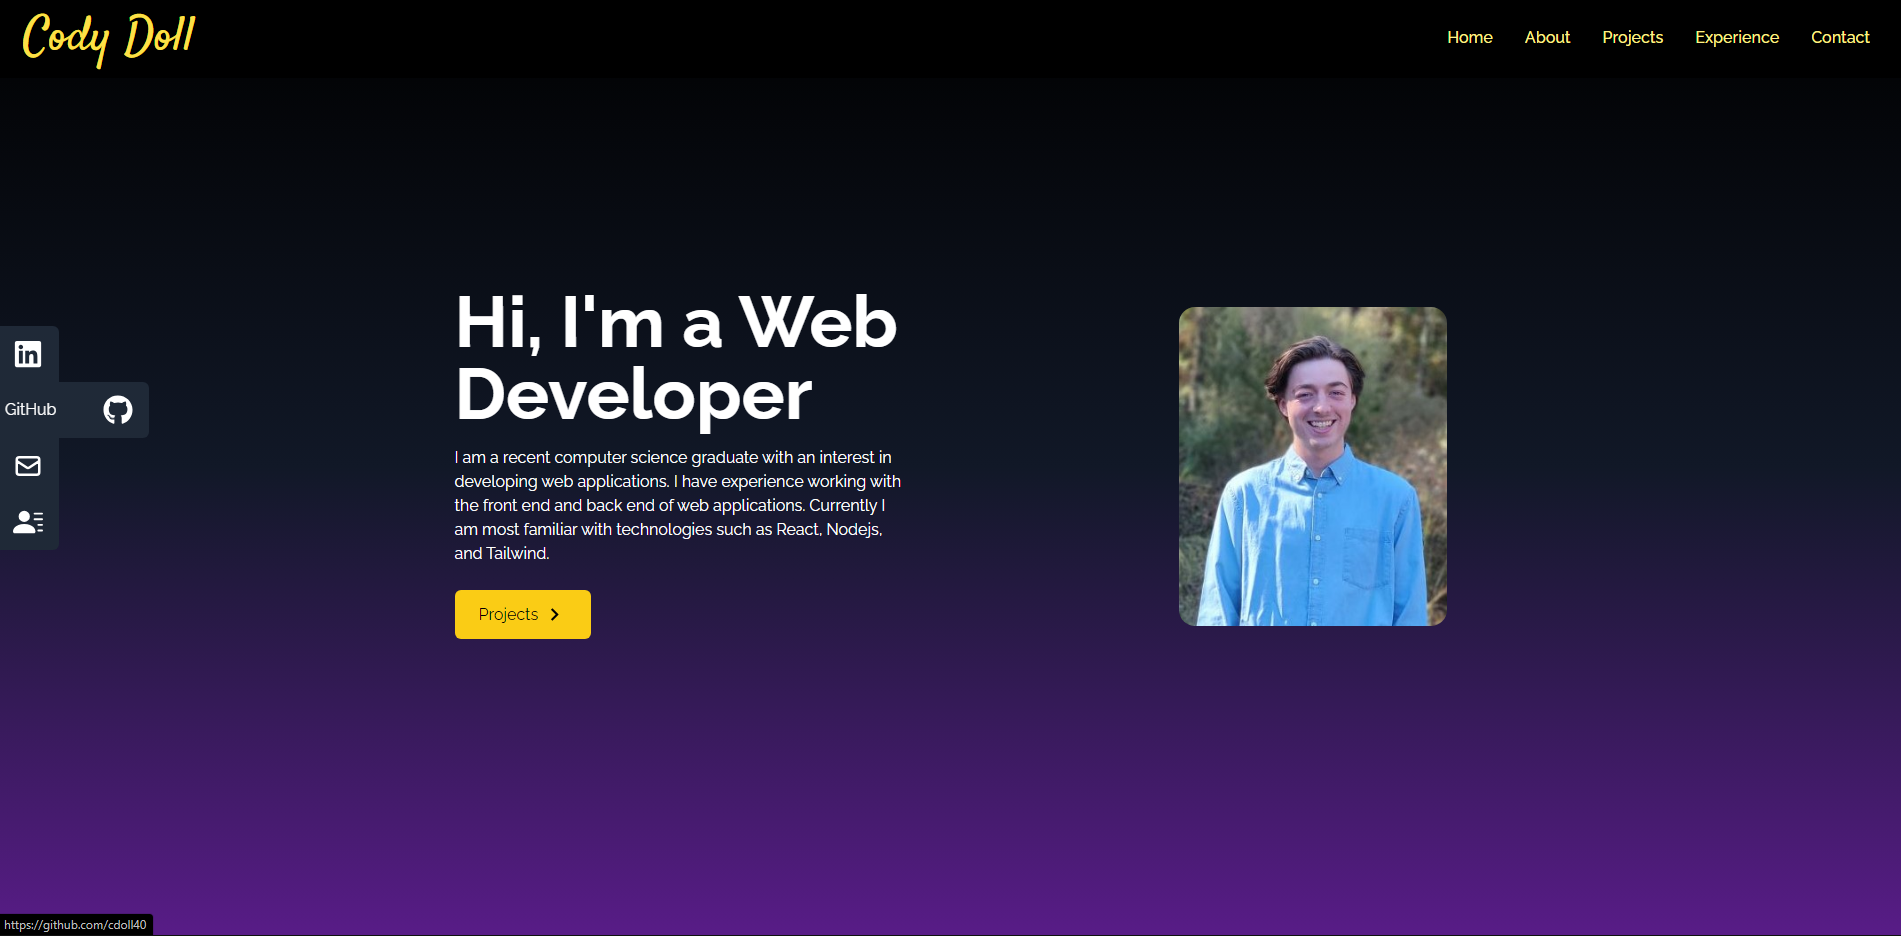 Cody Doll
Home About Projects Experience Contact
Hi, I'm a Web
Developer
in
GitHub
I am a recent computer science graduate with an interest in
developing web applications. I have experience working with
the front end and back end of web applications. Currently I
am most familiar with technologies such as React, Nodejs,
and Tailwind.
Projects
https://github.com/cdoll40